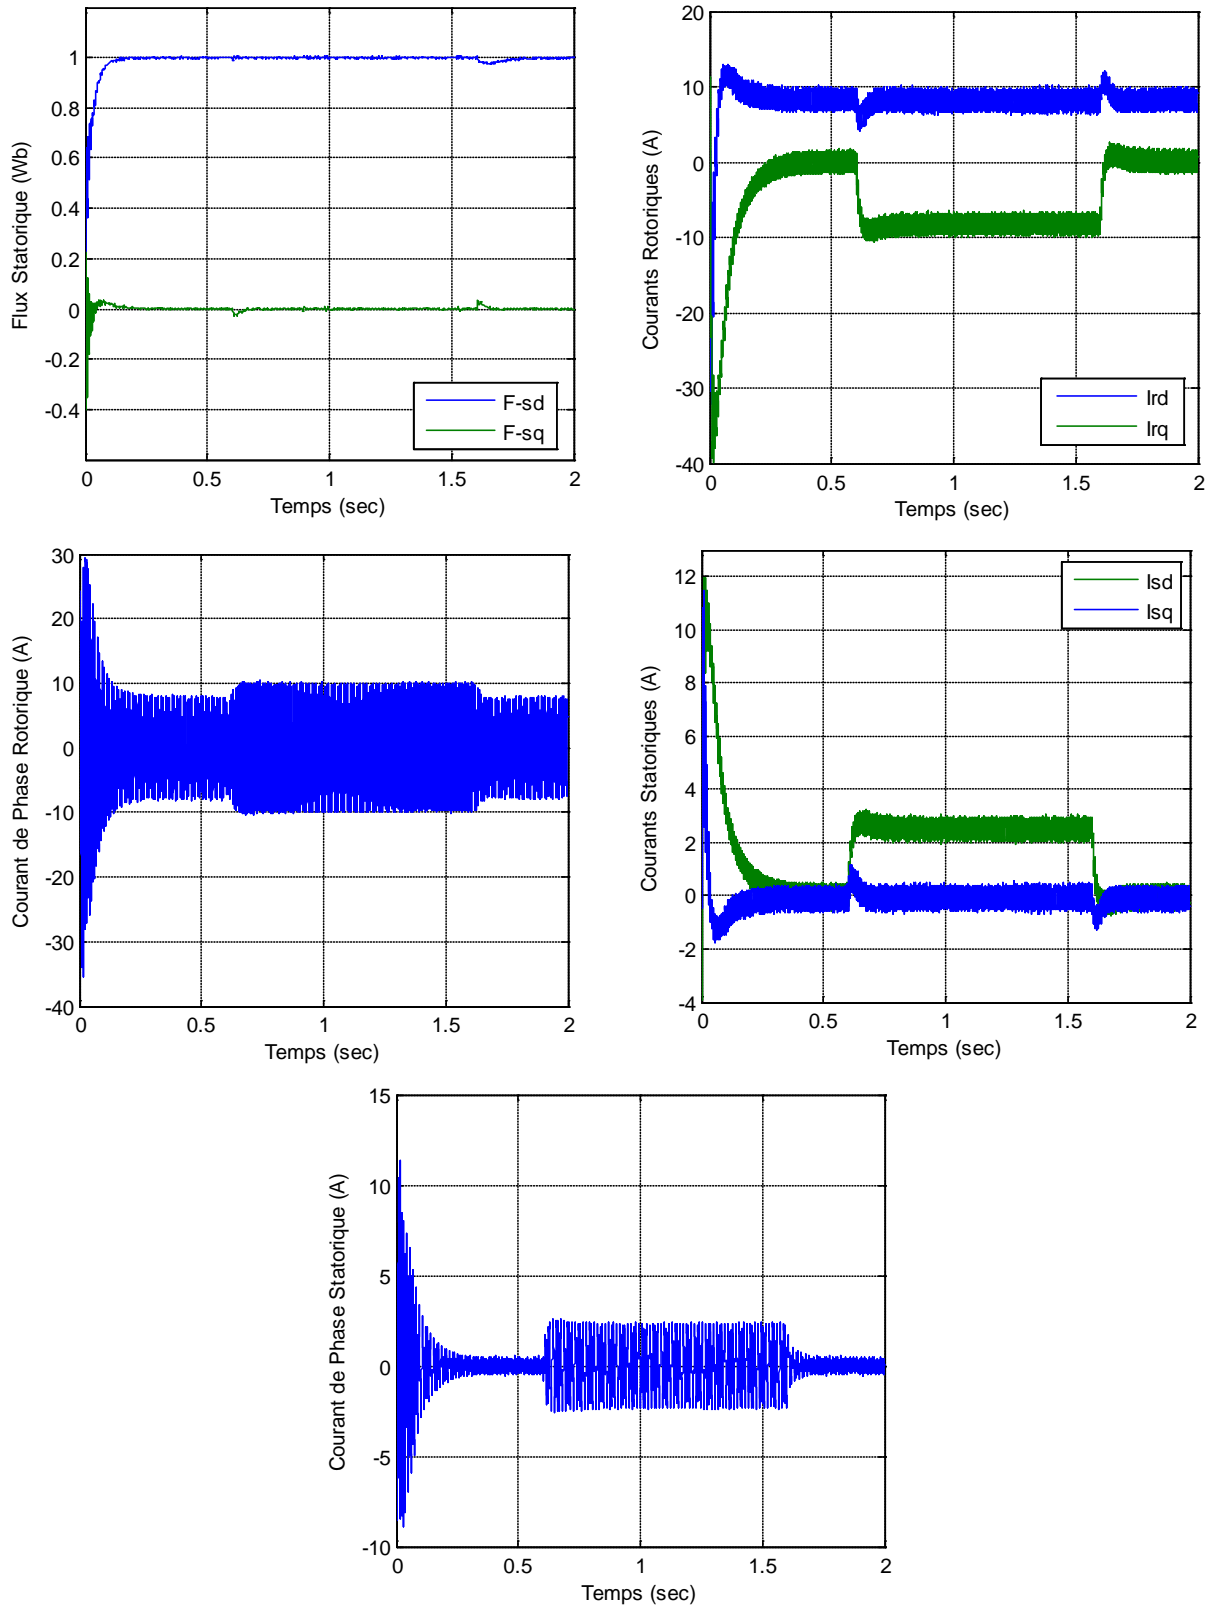 1
0.8
0.6
0.4
0.2
0
-0.2
-0.4
Flux Statorique (Wb)
F-sd
F-sq
0 0.5 1 1.5 2
Temps (sec)
20
10
0
-10
-20
-30
-40
Courants Rotoriques (A)
Ird
Irq
0 0.5 1 1.5 2
Temps (sec)
30
20
10
0
-10
-20
-30
-40
Courant de Phase Rotorique (A)
0 0.5 1 1.5 2
Temps (sec)
12
10
8
6
4
2
0
-2
-4
Courants Statoriques (A)
Isd
Isq
0 0.5 1 1.5 2
Temps (sec)
15
10
5
0
-5
-10
Courant de Phase Statorique (A)
0 0.5 1 1.5 2
Temps (sec)